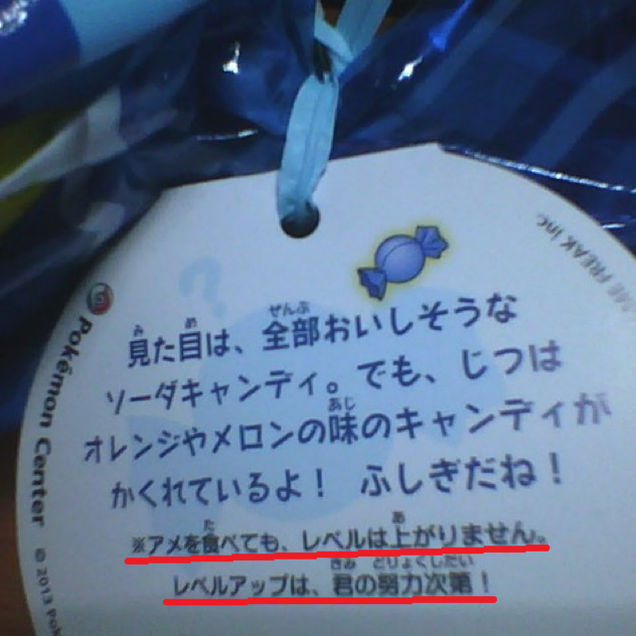 見た目は、全部おいしそうな
ソーダキャンディ。でも、じつは
オレンジやメロンの味のキャンディが
かくれているよ! ふしぎだね!
※アメを食べても、レベルは上がりません。
レベルアップは、君の努力次第!
Pokémon Center
© 2013 Pok
FREAK inc.